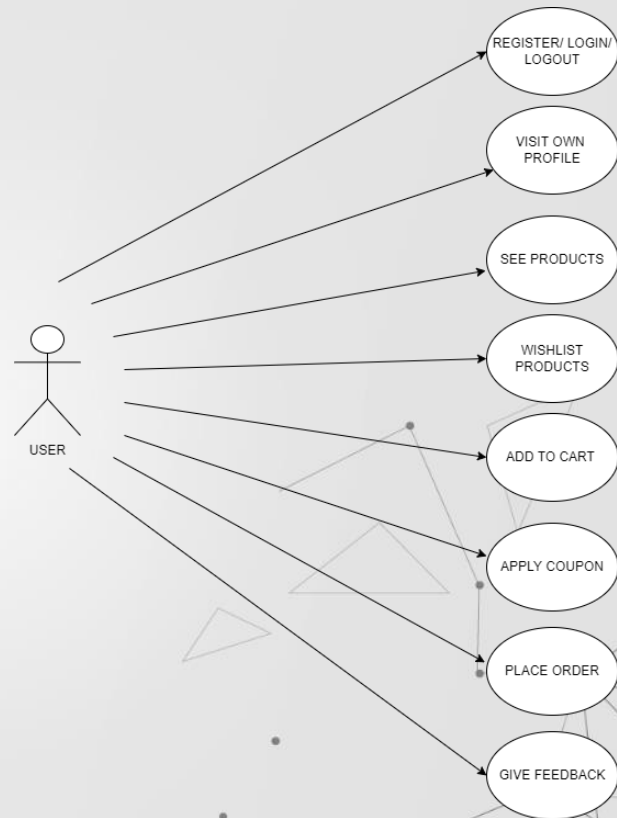 REGISTER/ LOGIN/
LOGOUT
VISIT OWN
PROFILE
SEE PRODUCTS
WISHLIST
PRODUCTS
USER
ADD TO CART
APPLY COUPON
PLACE ORDER
GIVE FEEDBACK